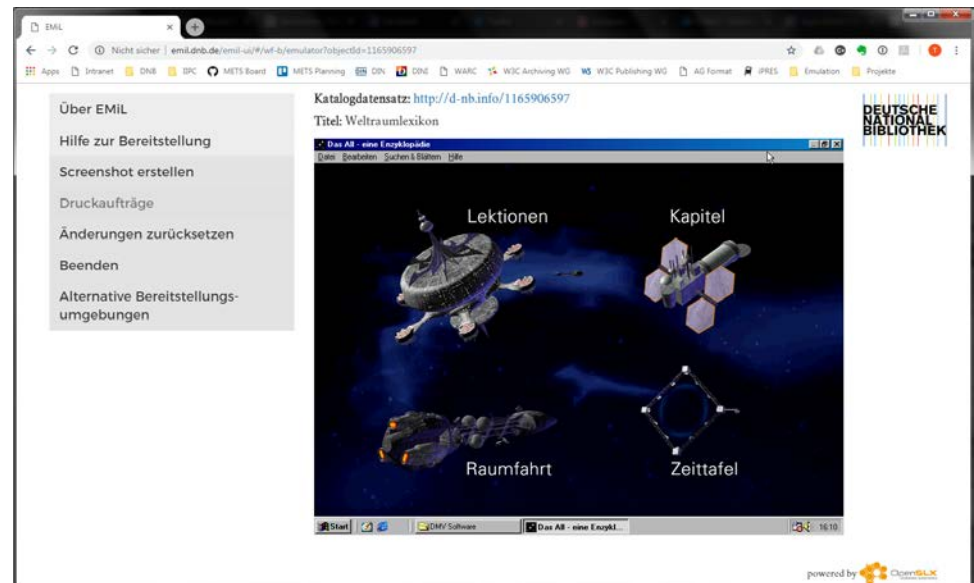 EMiL
Nicht sicher | emil.dnb.de/emil-ui/#/wf-b/emulator?objectId=1165906597
Apps Intranet DNB IIPC METS Board METS Planning DIN DINI WARC W3C Archiving WG W3C Publishing WG AG Format iPRES Emulation Projekte
Über EMiL
Hilfe zur Bereitstellung
Screenshot erstellen
Druckaufträge
Änderungen zurücksetzen
Beenden
Alternative Bereitstellungs-
umgebungen
Katalogdatensatz: http://d-nb.info/1165906597
Titel: Weltraumlexikon
DEUTSCHE
NATIONAL
BIBLIOTHEK
Das All - eine Enzyklopädie
Datei Bearbeiten Suchen & Blättern Hilfe
Lektionen Kapitel
Raumfahrt Zeittafel
Start DMV Software Das All - eine Enzykl... 16:10
powered by OpenSLX